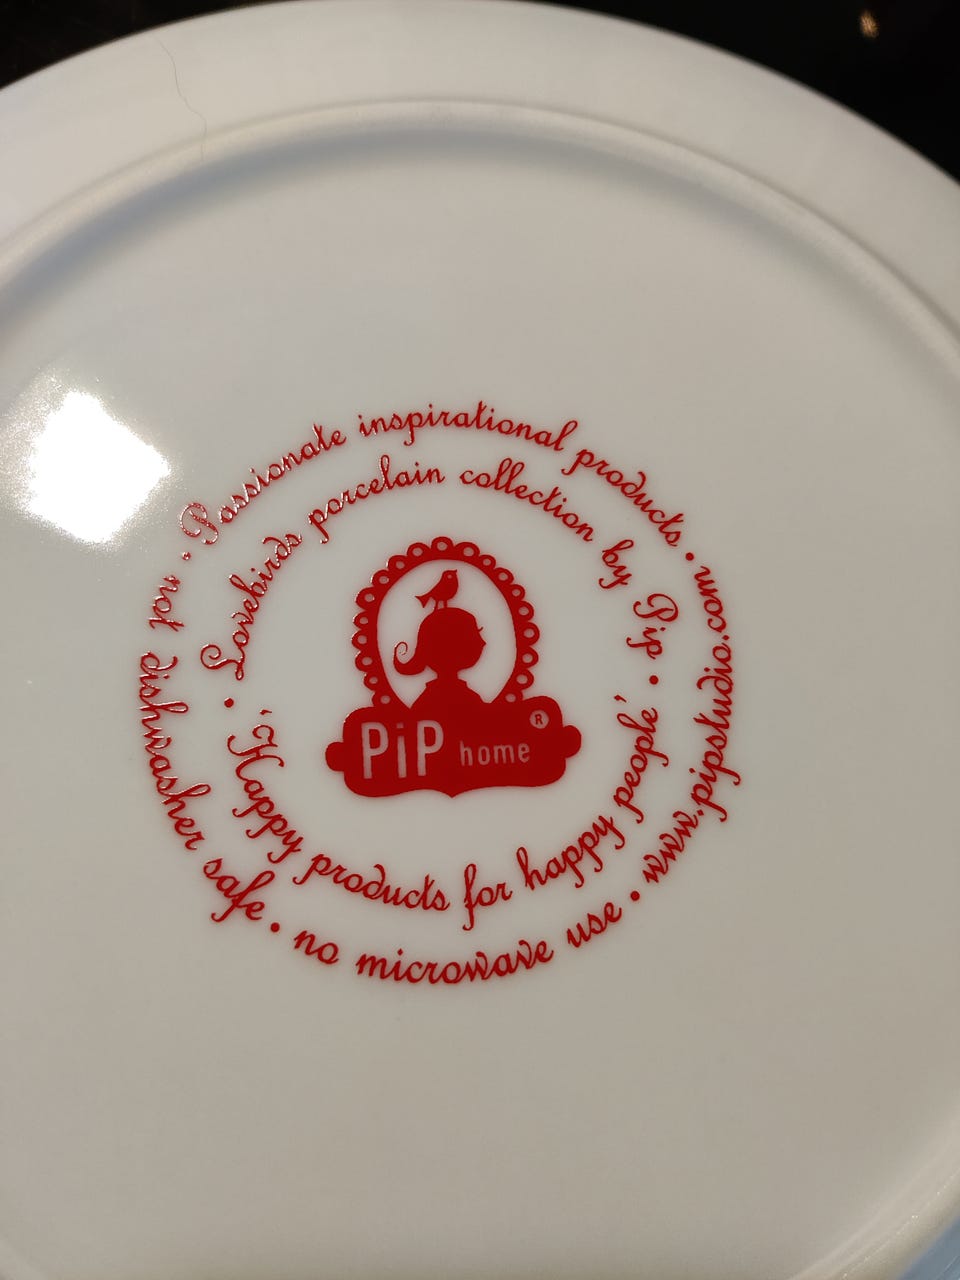 Passionate inspirational products •
Lovebirds porcelain collection by Pip •
PiP home ®
'Happy products for happy people' •
dishwasher safe • no microwave use • www.pipstudio.com •